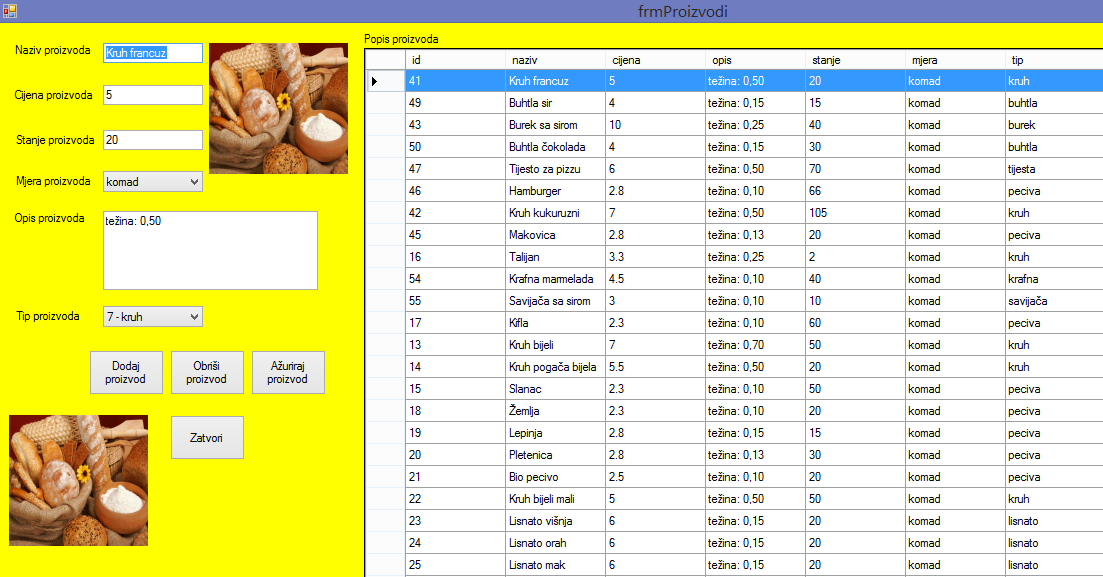 frmProizvodi
Naziv proizvoda Kruh francuz
Cijena proizvoda 5
Stanje proizvoda 20
Mjera proizvoda komad
Opis proizvoda težina: 0,50
Tip proizvoda 7 - kruh
Dodaj proizvod
Obriši proizvod
Ažuriraj proizvod
Zatvori
Popis proizvoda
id naziv cijena opis stanje mjera tip
41 Kruh francuz 5 težina: 0,50 20 komad kruh
49 Buhtla sir 4 težina: 0,15 15 komad buhtla
43 Burek sa sirom 10 težina: 0,25 40 komad burek
50 Buhtla čokolada 4 težina: 0,15 30 komad buhtla
47 Tijesto za pizzu 6 težina: 0,50 70 komad tijesta
46 Hamburger 2.8 težina: 0,10 66 komad peciva
42 Kruh kukuruzni 7 težina: 0,50 105 komad kruh
45 Makovica 2.8 težina: 0,13 20 komad peciva
16 Talijan 3.3 težina: 0,25 2 komad kruh
54 Krafna marmelada 4.5 težina: 0,10 40 komad krafna
55 Savijača sa sirom 3 težina: 0,10 10 komad savijača
17 Kifla 2.3 težina: 0,10 60 komad peciva
13 Kruh bijeli 7 težina: 0,70 50 komad kruh
14 Kruh pogača bijela 5.5 težina: 0,50 20 komad kruh
15 Slanac 2.3 težina: 0,10 50 komad peciva
18 Žemlja 2.3 težina: 0,10 20 komad peciva
19 Lepinja 2.8 težina: 0,15 15 komad peciva
20 Pletenica 2.8 težina: 0,13 30 komad peciva
21 Bio pecivo 2.5 težina: 0,10 20 komad peciva
22 Kruh bijeli mali 5 težina: 0,50 50 komad kruh
23 Lisnato višnja 6 težina: 0,15 20 komad lisnato
24 Lisnato orah 6 težina: 0,15 20 komad lisnato
25 Lisnato mak 6 težina: 0,15 20 komad lisnato